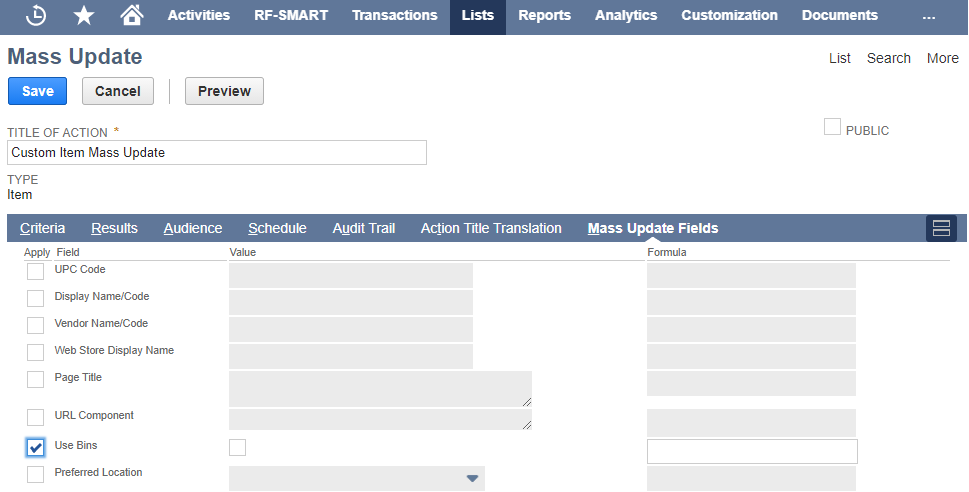 Activities RF-SMART Transactions Lists Reports Analytics Customization Documents ...
Mass Update
List Search More
Save Cancel Preview
TITLE OF ACTION *
PUBLIC
Custom Item Mass Update
TYPE
Item
Criteria Results Audience Schedule Audit Trail Action Title Translation Mass Update Fields
Apply Field Value Formula
UPC Code
Display Name/Code
Vendor Name/Code
Web Store Display Name
Page Title
URL Component
Use Bins
Preferred Location